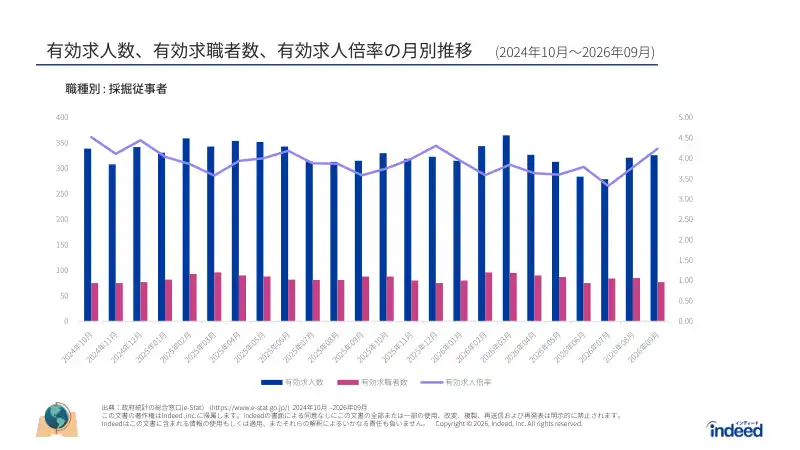 有効求人数、有効求職者数、有効求人倍率の月別推移 (2024年10月～2026年09月)
職種別 : 採掘従事者
400
350
300
250
200
150
100
50
0
5.00
4.50
4.00
3.50
3.00
2.50
2.00
1.50
1.00
0.50
0.00
2024年10月
2024年11月
2024年12月
2025年01月
2025年02月
2025年03月
2025年04月
2025年05月
2025年06月
2025年07月
2025年08月
2025年09月
2025年10月
2025年11月
2025年12月
2026年01月
2026年02月
2026年03月
2026年04月
2026年05月
2026年06月
2026年07月
2026年08月
2026年09月
有効求人数 有効求職者数 有効求人倍率
出典：政府統計の総合窓口(e-Stat) (https://www.e-stat.go.jp/) 2024年10月 –2026年09月
この文書の著作権はIndeed ,Inc.に帰属します。Indeedの書面による同意なしにこの文書の全部または一部の使用、改変、複製、再送信および再発表は明示的に禁止されます。
Indeedはこの文書に含まれる情報の使用もしくは適用、またそれらの解釈によるいかなる責任も負いません。 Copyright © 2026, Indeed, Inc. All rights reserved.
インディード
indeed